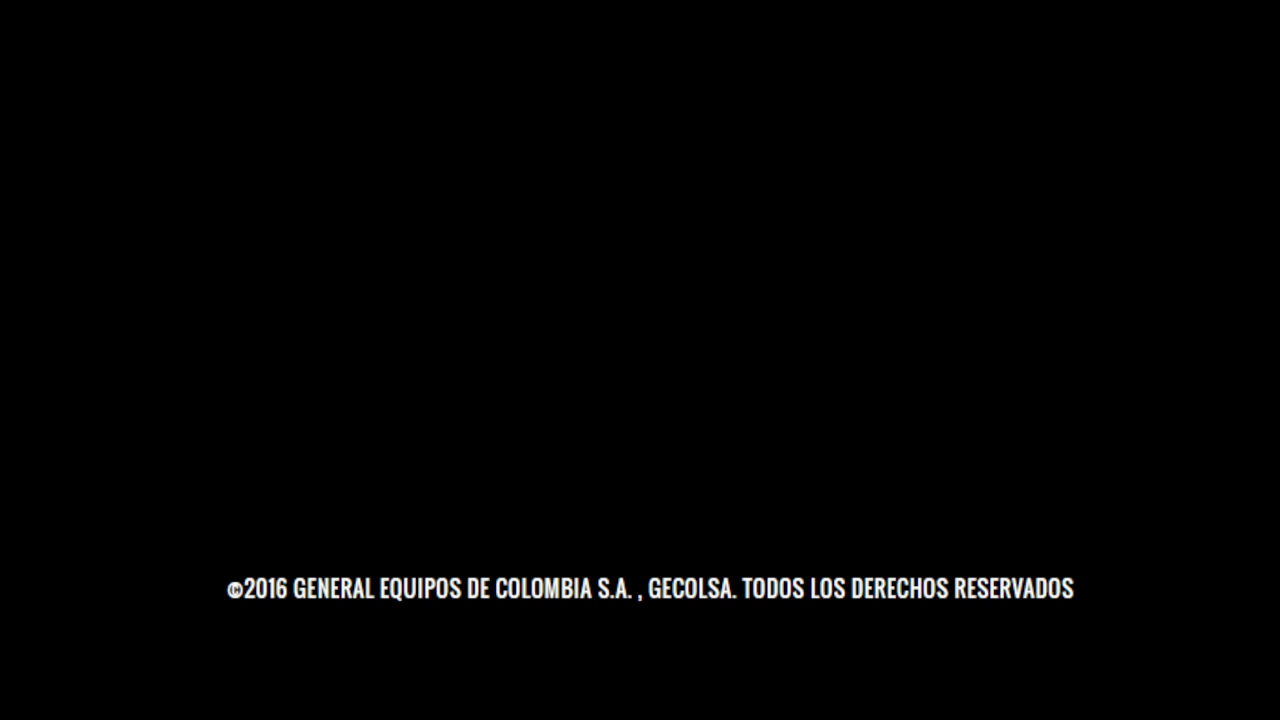 ©2016 GENERAL EQUIPOS DE COLOMBIA S.A. , GECOLSA. TODOS LOS DERECHOS RESERVADOS